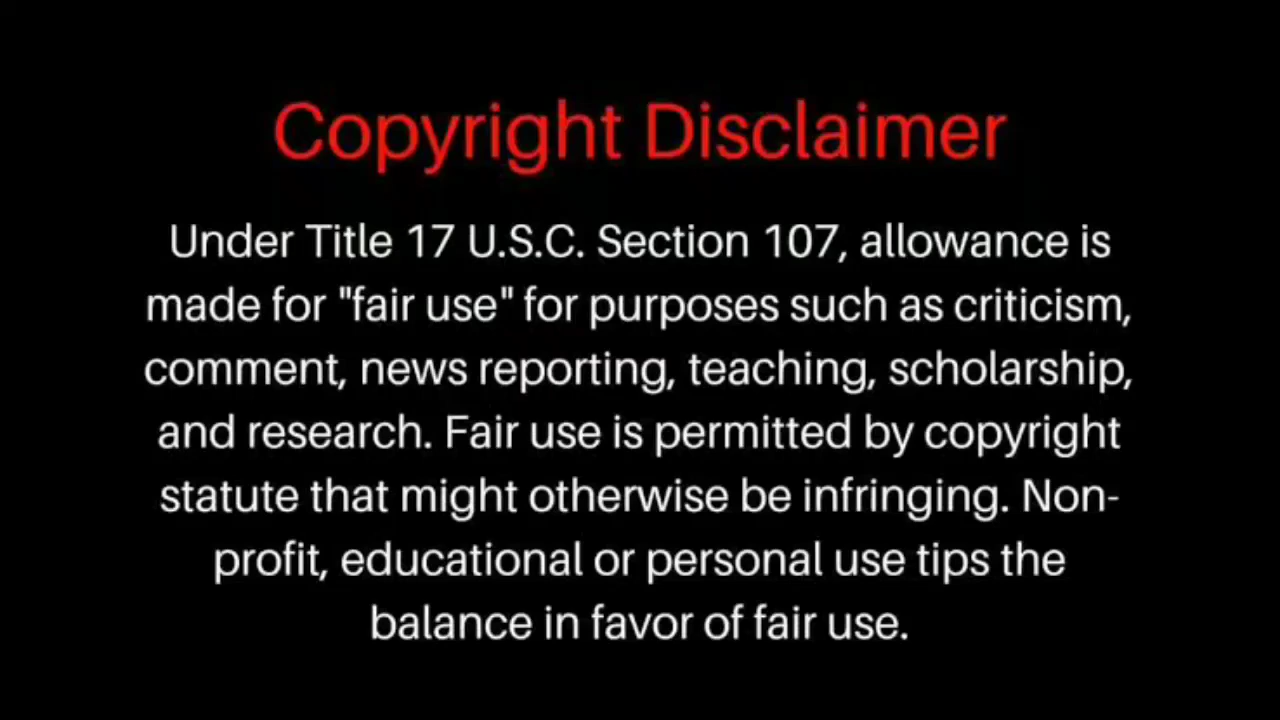 Copyright Disclaimer
Under Title 17 U.S.C. Section 107, allowance is
made for "fair use" for purposes such as criticism,
comment, news reporting, teaching, scholarship,
and research. Fair use is permitted by copyright
statute that might otherwise be infringing. Non-
profit, educational or personal use tips the
balance in favor of fair use.